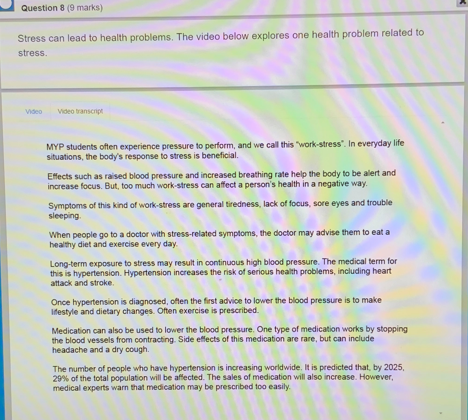 Question 8 (9 marks)
Stress can lead to health problems. The video below explores one health problem related to
stress.
Video Video transcript
MYP students often experience pressure to perform, and we call this "work-stress". In everyday life
situations, the body's response to stress is beneficial.
Effects such as raised blood pressure and increased breathing rate help the body to be alert and
increase focus. But, too much work-stress can affect a person's health in a negative way.
Symptoms of this kind of work-stress are general tiredness, lack of focus, sore eyes and trouble
sleeping.
When people go to a doctor with stress-related symptoms, the doctor may advise them to eat a
healthy diet and exercise every day.
Long-term exposure to stress may result in continuous high blood pressure. The medical term for
this is hypertension. Hypertension increases the risk of serious health problems, including heart
attack and stroke.
Once hypertension is diagnosed, often the first advice to lower the blood pressure is to make
lifestyle and dietary changes. Often exercise is prescribed.
Medication can also be used to lower the blood pressure. One type of medication works by stopping
the blood vessels from contracting. Side effects of this medication are rare, but can include
headache and a dry cough.
The number of people who have hypertension is increasing worldwide. It is predicted that, by 2025,
29% of the total population will be affected. The sales of medication will also increase. However,
medical experts warn that medication may be prescribed too easily.